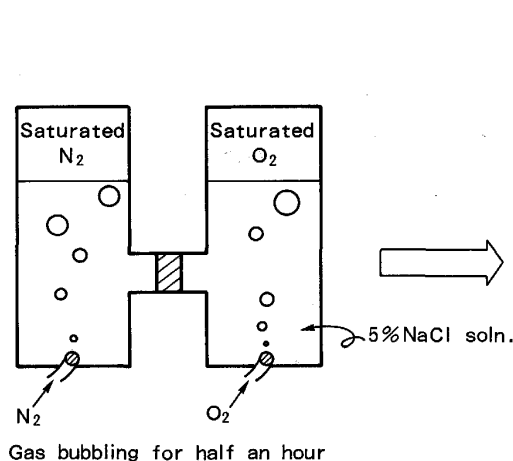 Saturated
N2
Saturated
O2
5%NaCl soln.
N2
O2
Gas bubbling for half an hour